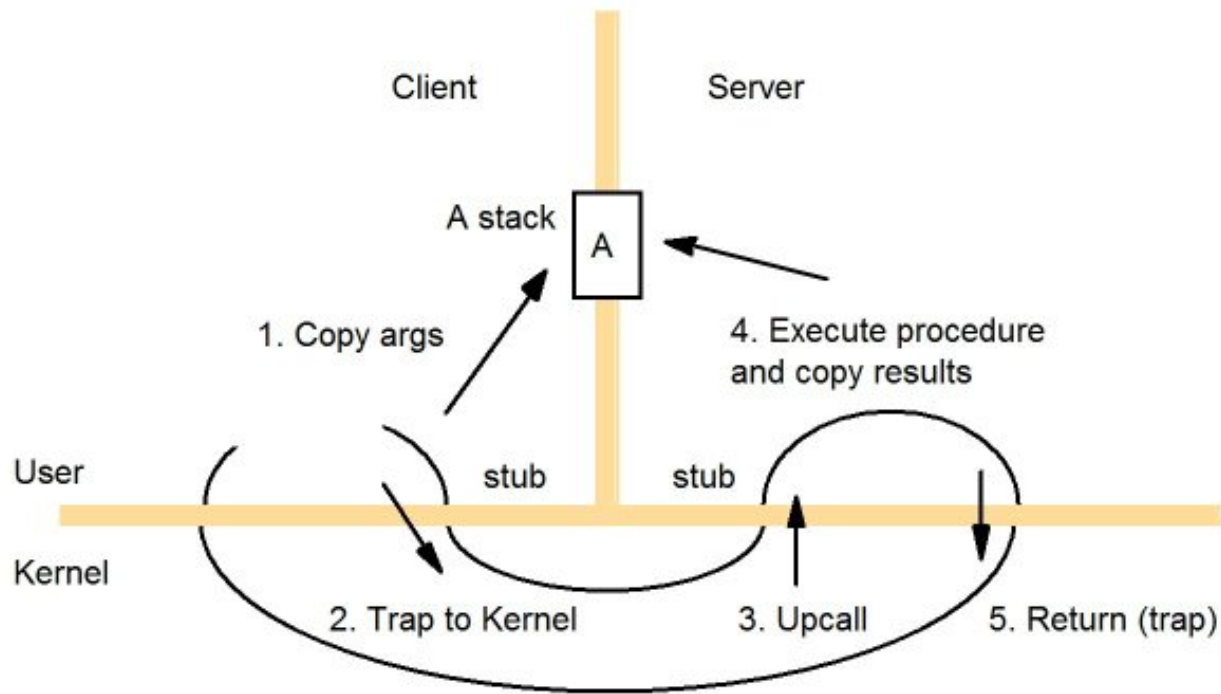 Client
Server
A stack
A
1. Copy args
4. Execute procedure
and copy results
User
stub
stub
Kernel
2. Trap to Kernel
3. Upcall
5. Return (trap)